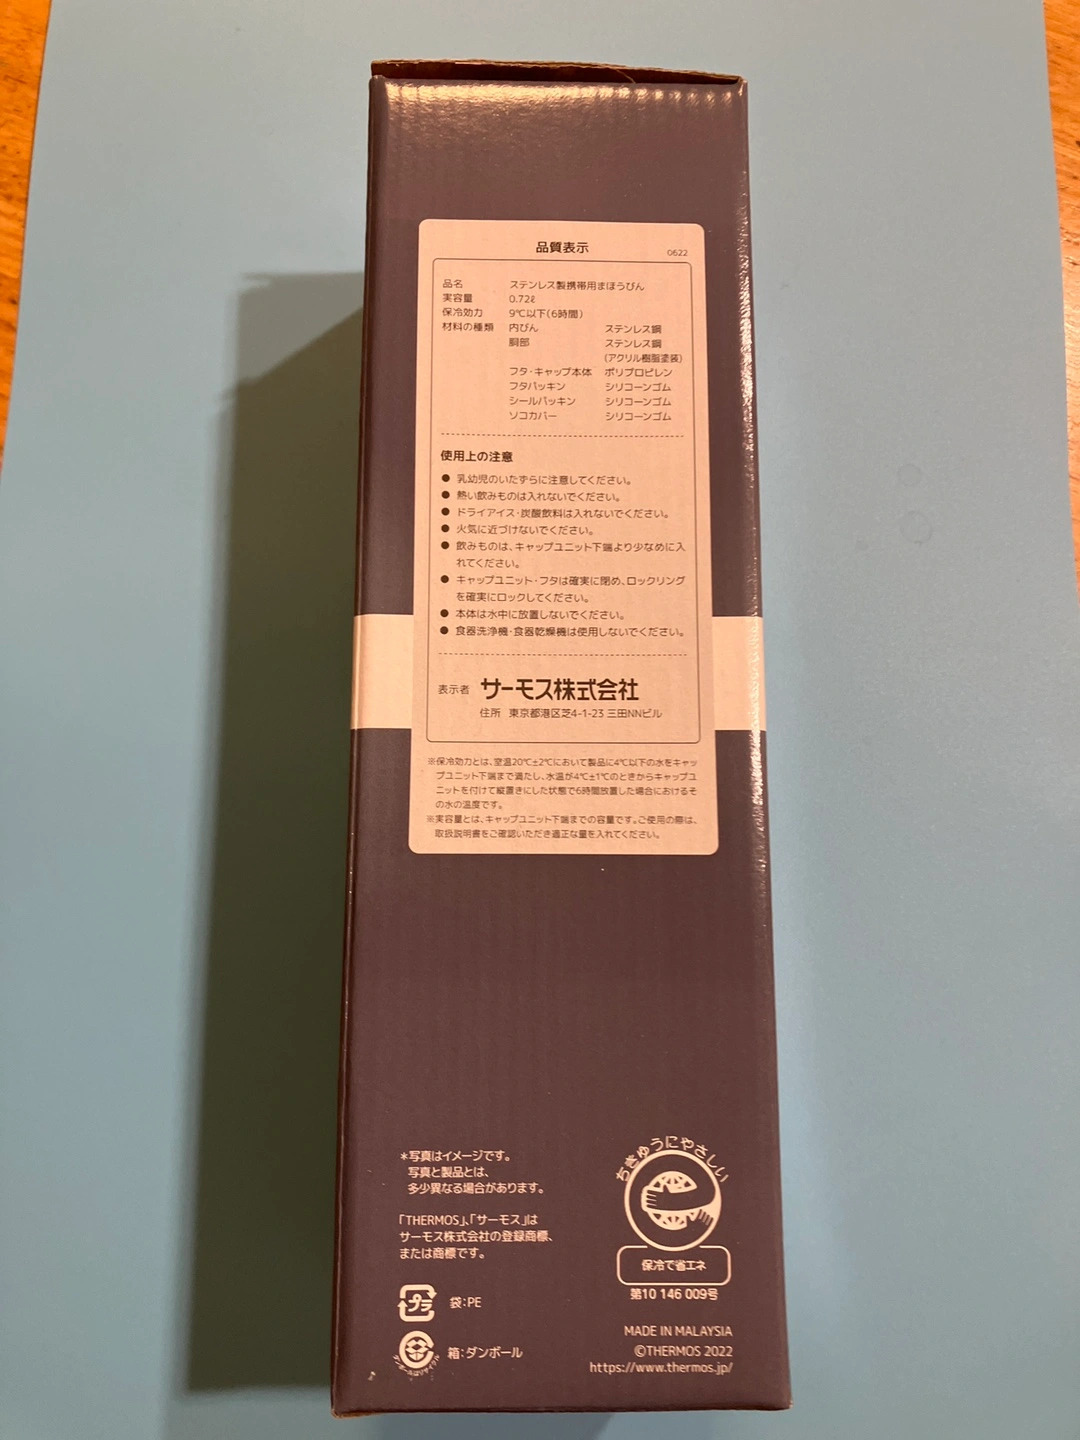 品質表示
0622
品名 ステンレス製携帯用まほうびん
実容量 0.72ℓ
保冷効力 9℃以下(6時間)
材料の種類 内びん ステンレス鋼
胴部 ステンレス鋼
(アクリル樹脂塗装)
フタ・キャップ本体 ポリプロピレン
フタパッキン シリコーンゴム
シールパッキン シリコーンゴム
ソコカバー シリコーンゴム
使用上の注意
● 乳幼児のいたずらに注意してください。
● 熱い飲みものは入れないでください。
● ドライアイス・炭酸飲料は入れないでください。
● 火気に近づけないでください。
● 飲みものは、キャップユニット下端より少なめに入
れてください。
● キャップユニット・フタは確実に閉め、ロックリング
を確実にロックしてください。
● 本体は水中に放置しないでください。
● 食器洗浄機・食器乾燥機は使用しないでください。
表示者 サーモス株式会社
住所 東京都港区芝4-1-23 三田NNビル
※保冷効力とは、室温20℃±2℃において製品に4℃以下の水をキャッ
プユニット下端まで満たし、水温が4℃±1℃のときからキャップユ
ニットを付けて縦置きにした状態で6時間放置した場合におけるそ
の水の温度です。
※実容量とは、キャップユニット下端までの容量です。ご使用の際は、
取扱説明書をご確認いただき適正な量を入れてください。
*写真はイメージです。
写真と製品とは、
多少異なる場合があります。
「THERMOS」、「サーモス」は
サーモス株式会社の登録商標、
または商標です。
プラ 袋:PE
ダンボールはリサイクル 箱:ダンボール
ちきゅうにやさしい
保冷で省エネ
第10 146 009号
MADE IN MALAYSIA
©THERMOS 2022
https://www.thermos.jp/